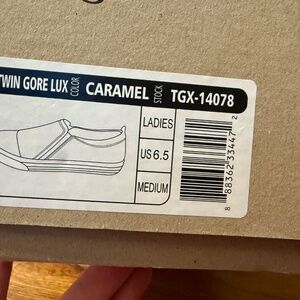 TWIN GORE LUX COLOR CARAMEL STOCK TGX-14078
LADIES
US 6.5
MEDIUM
8 88362 33447 2